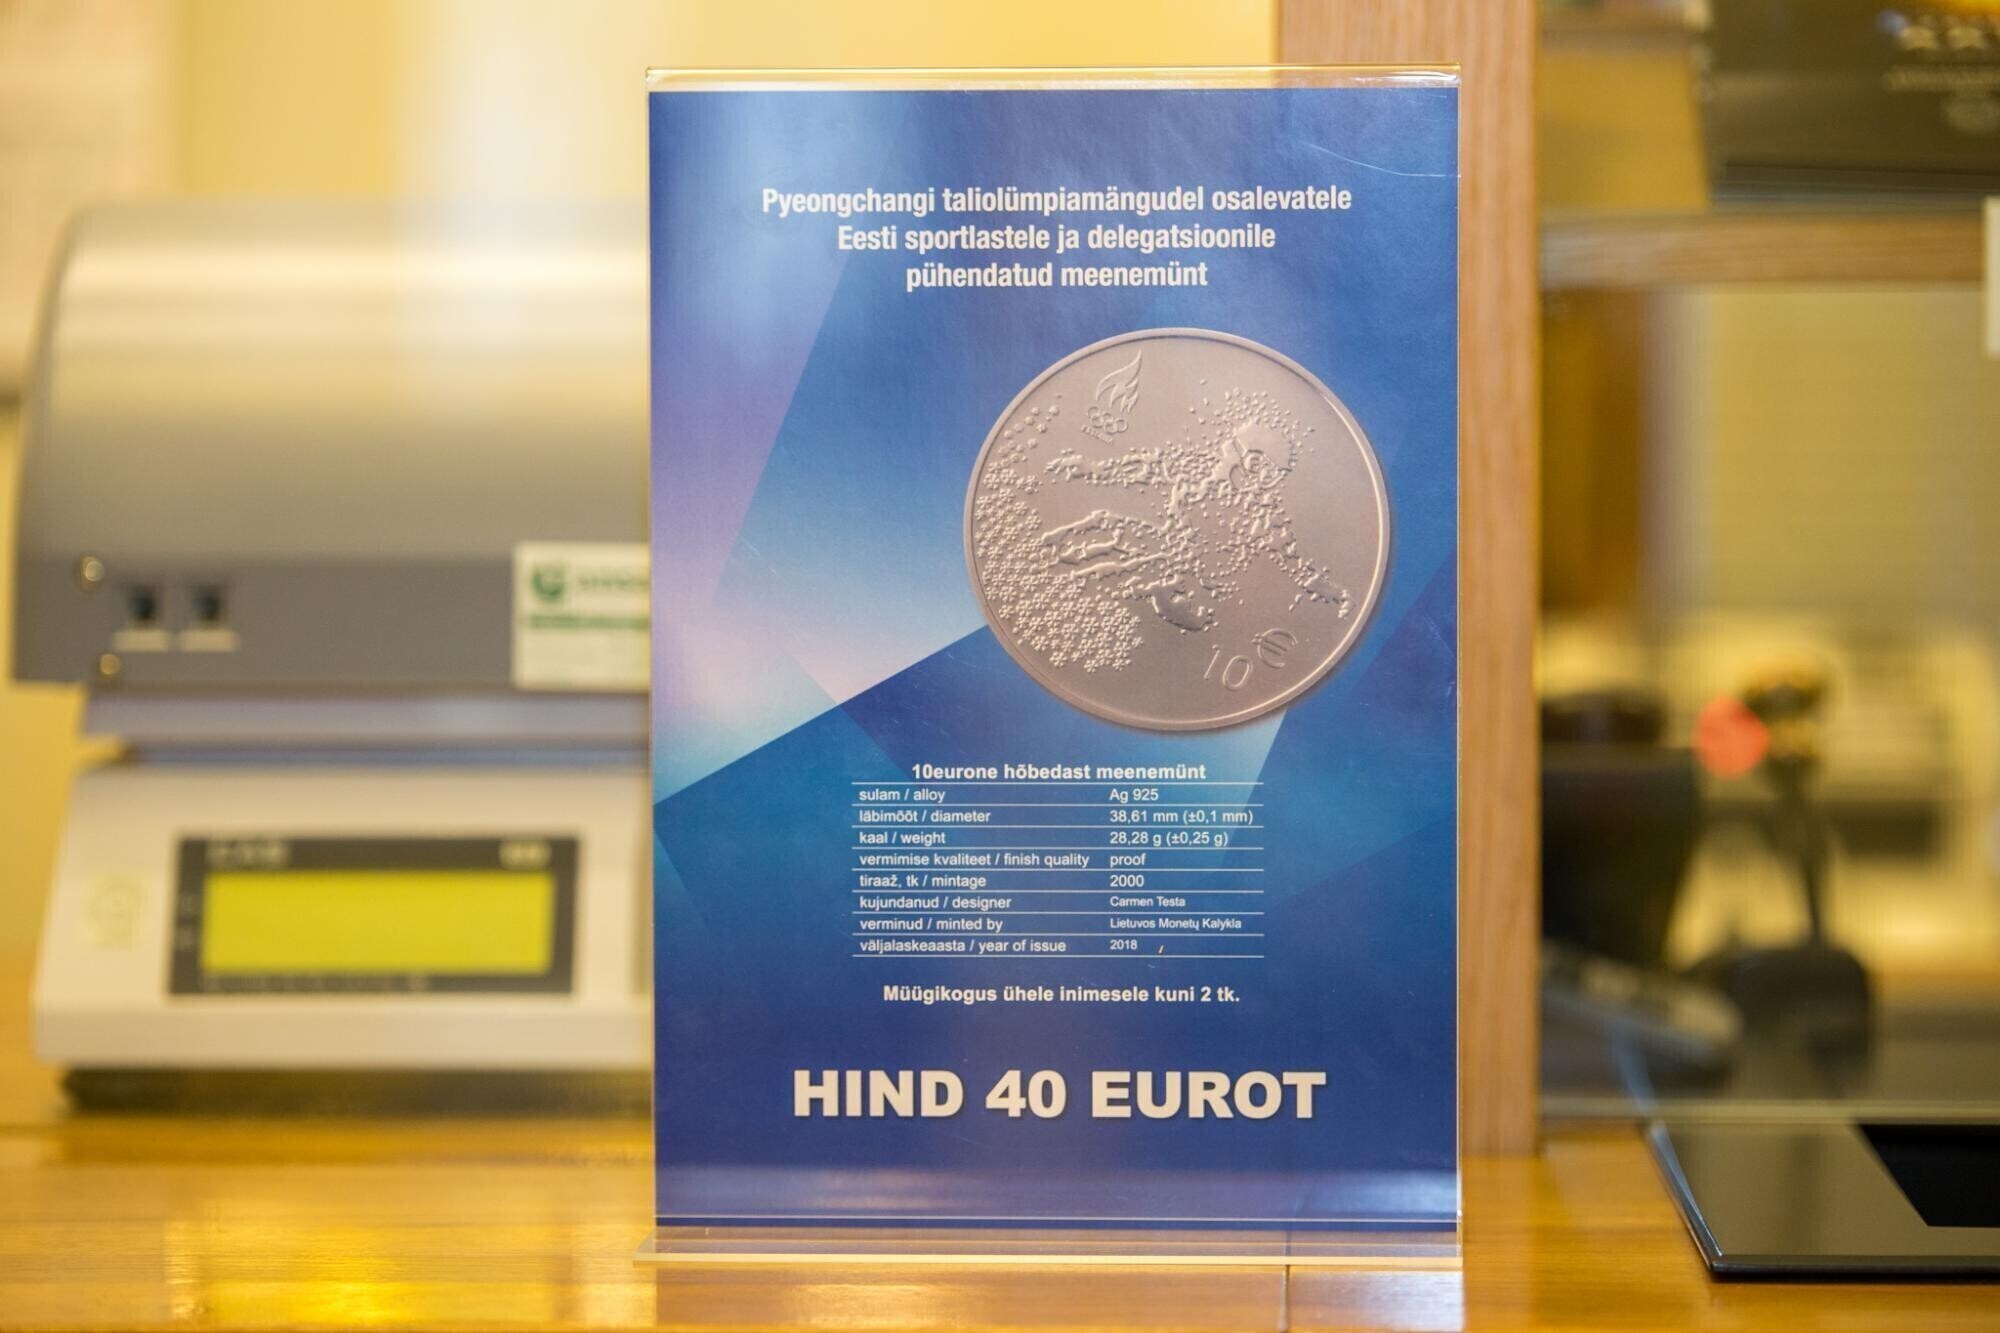 Pyeongchangi taliolümpiamängudel osalevatele
Eesti sportlastele ja delegatsioonile
pühendatud meenemünt
10 €
10eurone hõbedast meenemünt
sulam / alloy Ag 925
läbimõõt / diameter 38,61 mm (±0,1 mm)
kaal / weight 28,28 g (±0,25 g)
vermimise kvaliteet / finish quality proof
tiraaž, tk / mintage 2000
kujundanud / designer Carmen Testa
verminud / minted by Lietuvos Monetų Kalykla
väljalaskeaasta / year of issue 2018
Müügikogus ühele inimesele kuni 2 tk.
HIND 40 EUROT